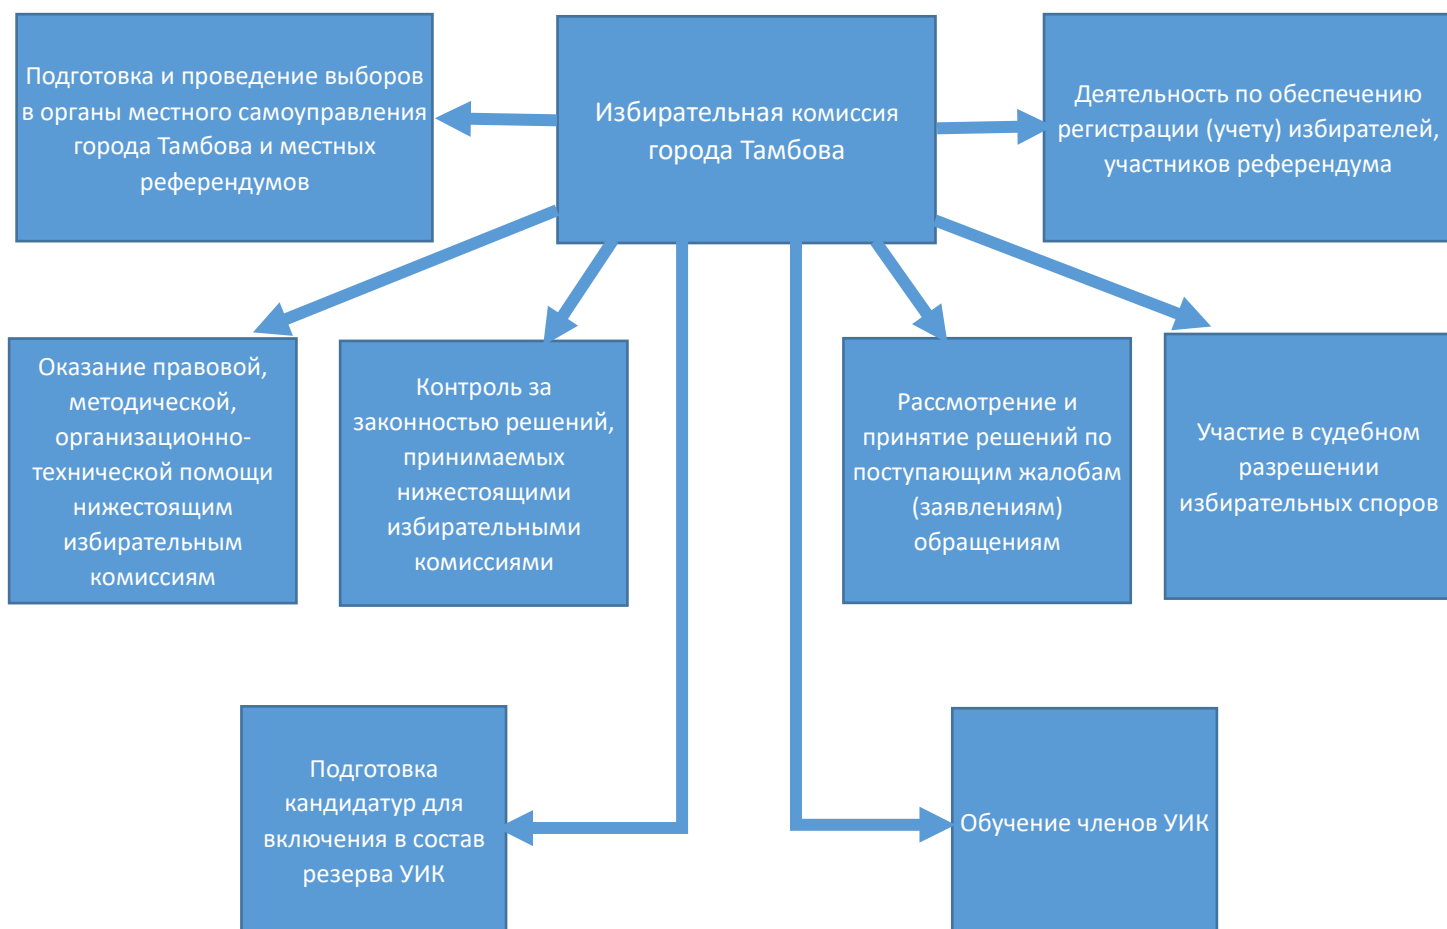 Подготовка и проведение выборов
в органы местного самоуправления
города Тамбова и местных
референдумов
Избирательная комиссия
города Тамбова
Деятельность по обеспечению
регистрации (учету) избирателей,
участников референдума
Оказание правовой,
методической,
организационно-
технической помощи
нижестоящим
избирательным
комиссиям
Контроль за
законностью решений,
принимаемых
нижестоящими
избирательными
комиссиями
Рассмотрение и
принятие решений по
поступающим жалобам
(заявлениям)
обращениям
Участие в судебном
разрешении
избирательных споров
Подготовка
кандидатур для
включения в состав
резерва УИК
Обучение членов УИК